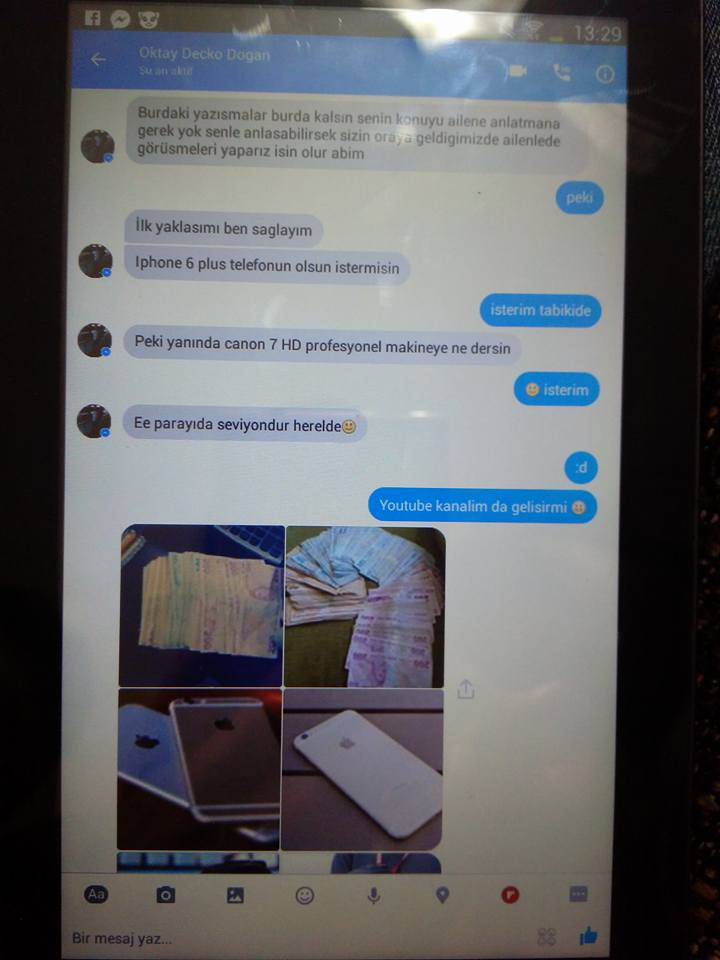 13:29
Oktay Decko Dogan
Şu an aktif
Burdaki yazısmalar burda kalsın senin konuyu ailene anlatmana
gerek yok senle anlasabilirsek sizin oraya geldigimizde ailenlede
görüsmeleri yaparız isin olur abim
peki
İlk yaklasımı ben saglayım
Iphone 6 plus telefonun olsun istermisin
isterim tabikide
Peki yanında canon 7 HD profesyonel makineye ne dersin
isterim
Ee parayıda seviyondur herelde
:d
Youtube kanalim da gelisirmi
Aa
Bir mesaj yaz...